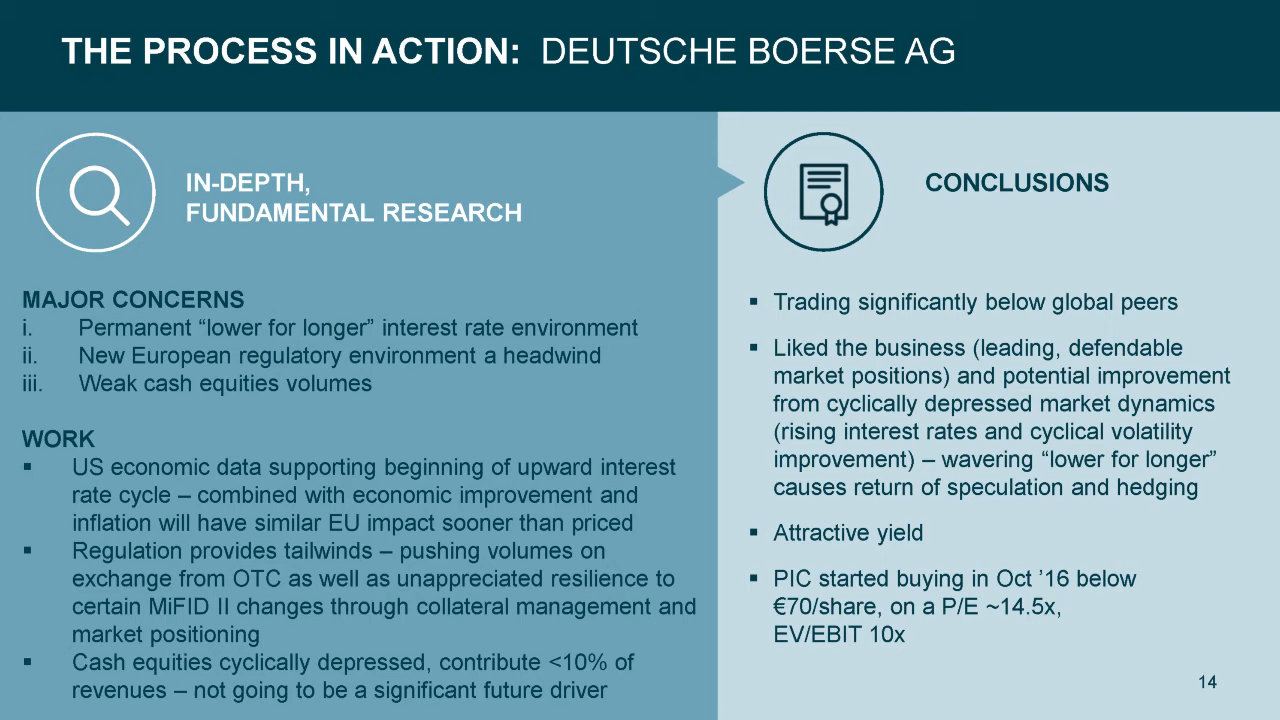 THE PROCESS IN ACTION: DEUTSCHE BOERSE AG
IN-DEPTH,
FUNDAMENTAL RESEARCH
MAJOR CONCERNS
i. Permanent “lower for longer” interest rate environment
ii. New European regulatory environment a headwind
iii. Weak cash equities volumes
WORK
▪ US economic data supporting beginning of upward interest
rate cycle – combined with economic improvement and
inflation will have similar EU impact sooner than priced
▪ Regulation provides tailwinds – pushing volumes on
exchange from OTC as well as unappreciated resilience to
certain MiFID II changes through collateral management and
market positioning
▪ Cash equities cyclically depressed, contribute <10% of
revenues – not going to be a significant future driver
CONCLUSIONS
▪ Trading significantly below global peers
▪ Liked the business (leading, defendable
market positions) and potential improvement
from cyclically depressed market dynamics
(rising interest rates and cyclical volatility
improvement) – wavering “lower for longer”
causes return of speculation and hedging
▪ Attractive yield
▪ PIC started buying in Oct ’16 below
€70/share, on a P/E ~14.5x,
EV/EBIT 10x
14